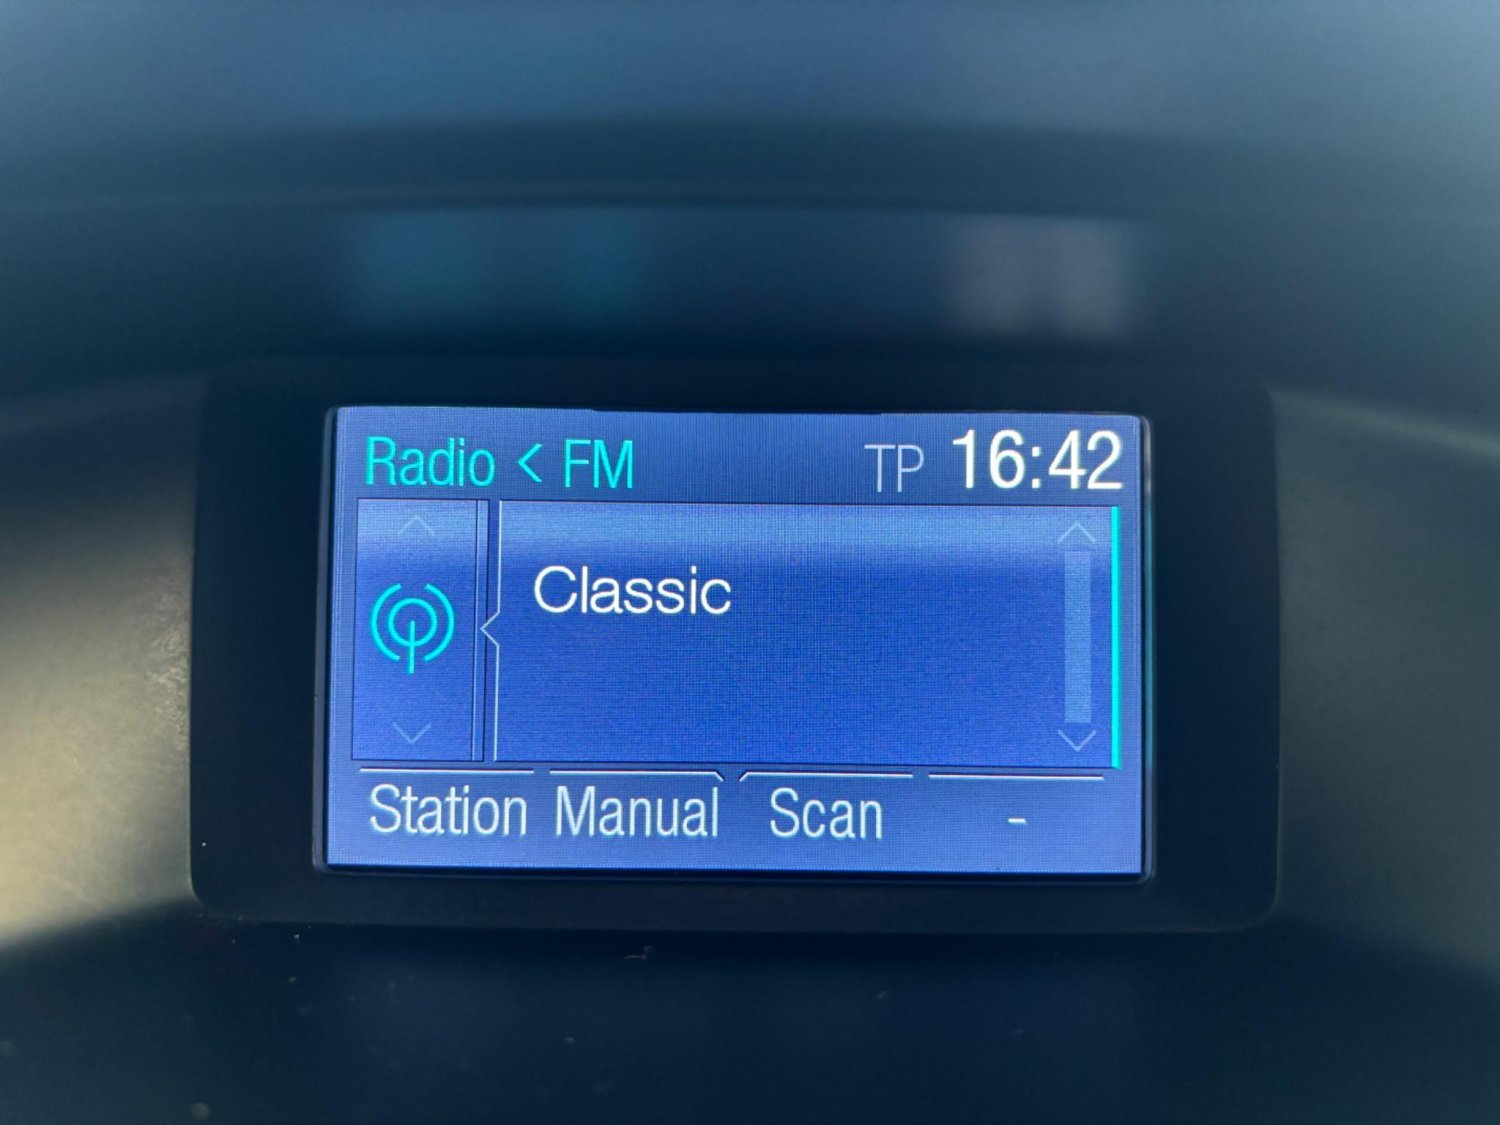 Radio < FM TP 16:42
Classic
Station Manual Scan -